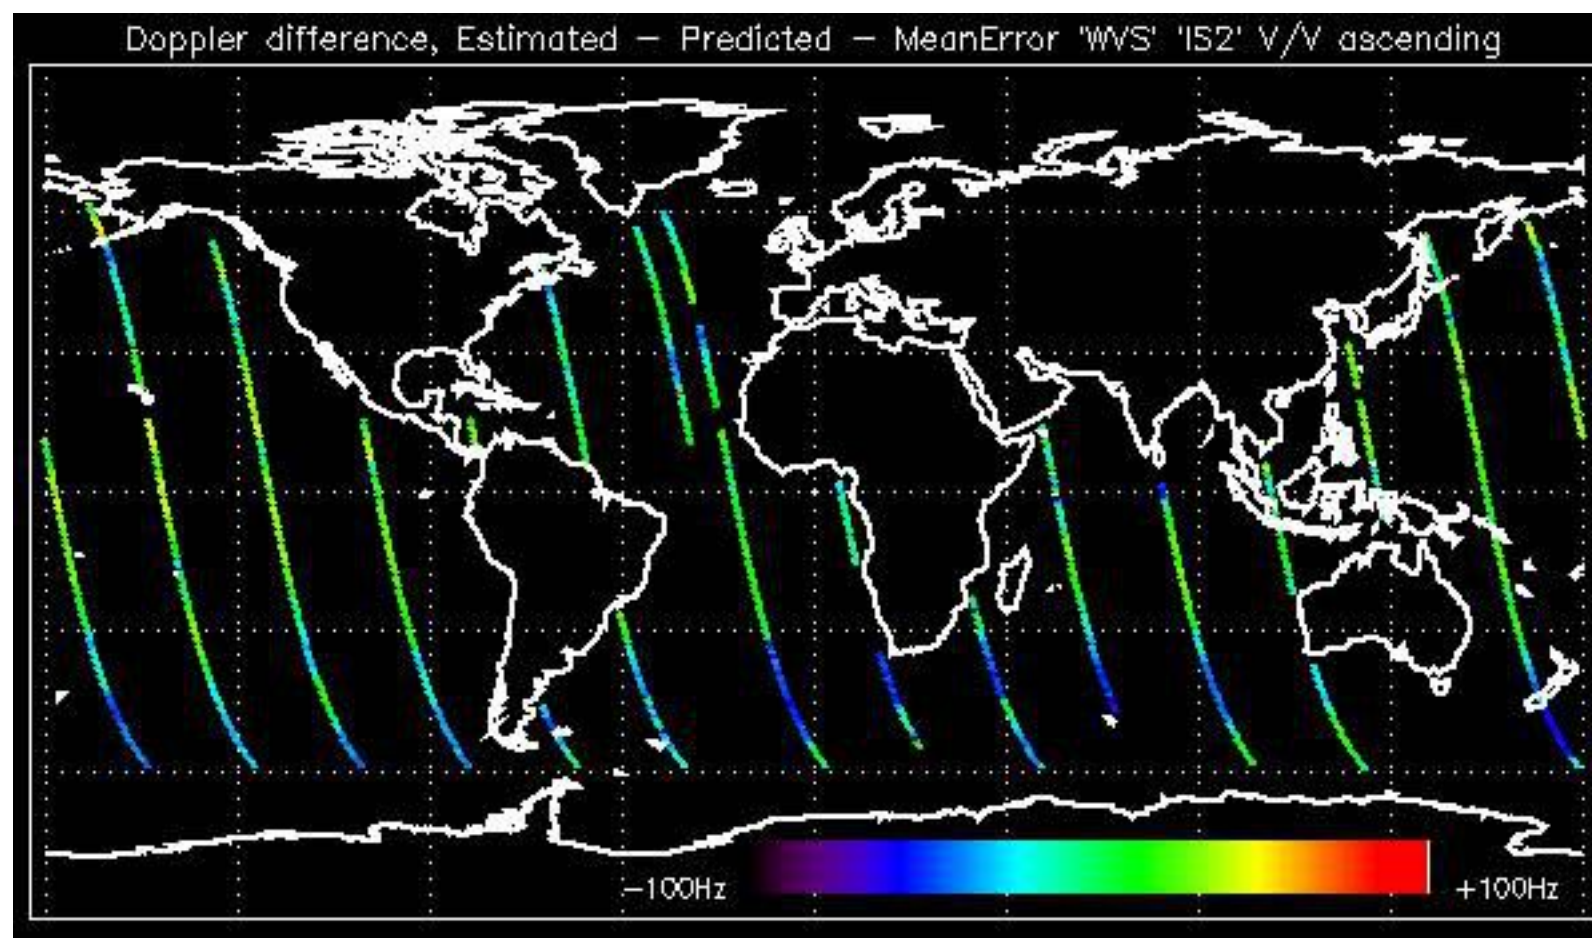 Doppler difference, Estimated – Predicted – MeanError 'WVS' 'IS2' V/V ascending
−100Hz +100Hz